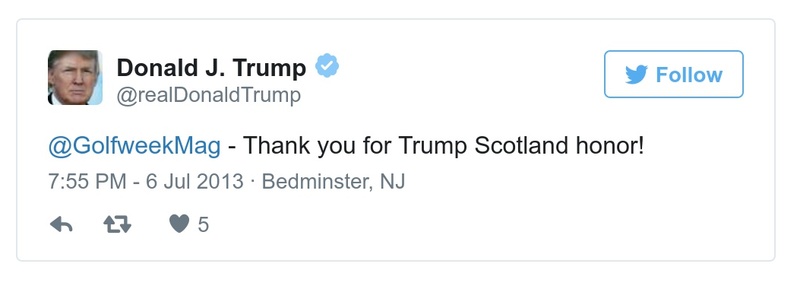 Donald J. Trump
@realDonaldTrump
Follow
@GolfweekMag - Thank you for Trump Scotland honor!
7:55 PM - 6 Jul 2013 · Bedminster, NJ
5